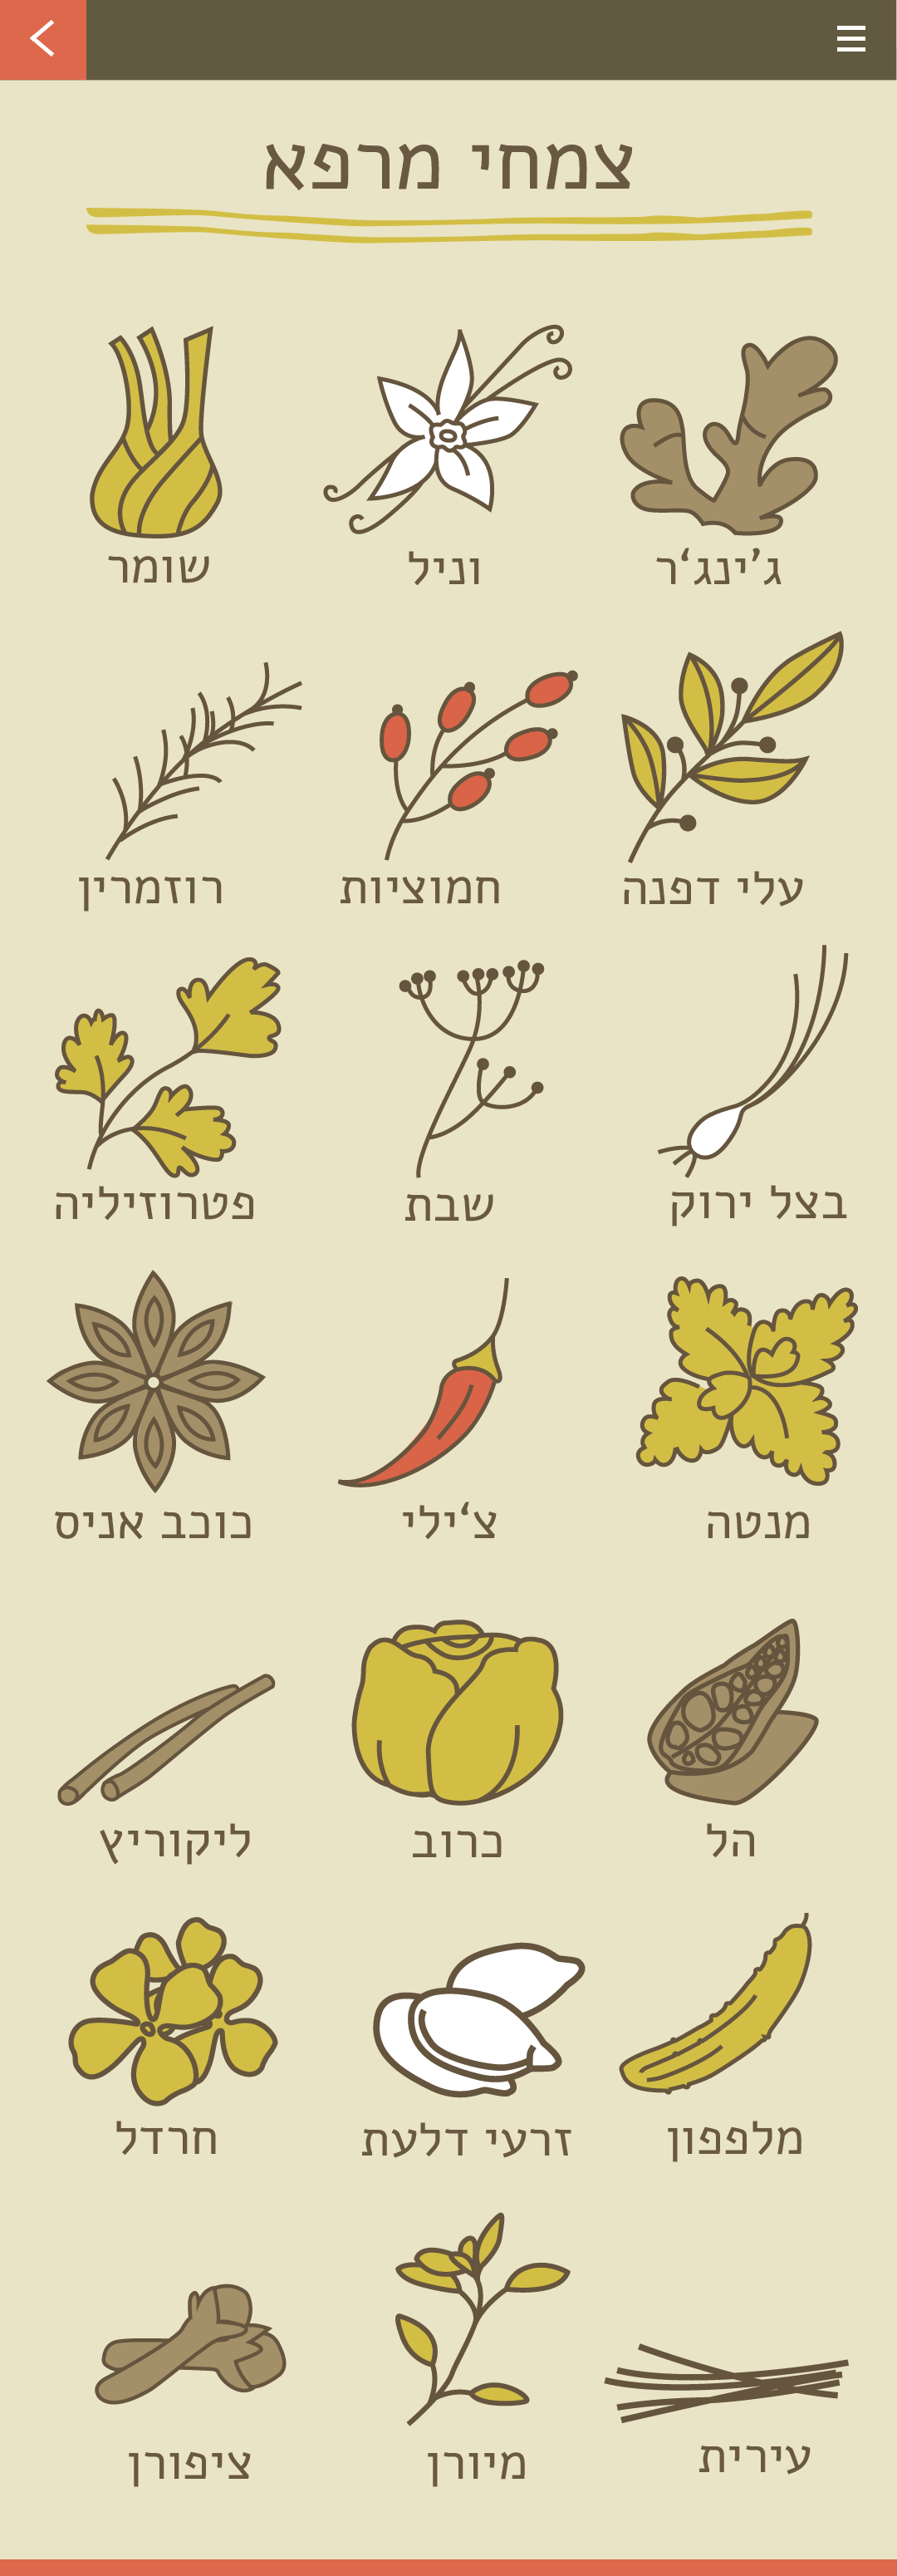 צמחי מרפא
ג'ינג'ר
וניל
שומר
עלי דפנה
חמוציות
רוזמרין
בצל ירוק
שבת
פטרוזיליה
מנטה
צ'ילי
כוכב אניס
הל
כרוב
ליקוריץ
מלפפון
זרעי דלעת
חרדל
עירית
מיורן
ציפורן